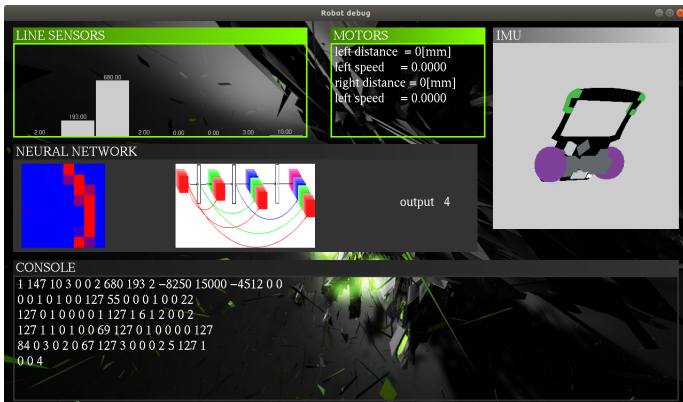 Robot debug
LINE SENSORS
2.00 193.00 680.00 2.00 0.00 0.00 3.00 10.00
MOTORS
left distance = 0[mm]
left speed = 0.0000
right distance = 0[mm]
left speed = 0.0000
IMU
NEURAL NETWORK
output 4
CONSOLE
1 147 10 3 0 0 2 680 193 2 −8250 15000 −4512 0 0
0 0 1 0 1 0 0 127 55 0 0 0 1 0 0 22
127 0 1 0 0 0 0 1 127 1 6 1 2 0 0 2
127 1 1 0 1 0 0 69 127 0 1 0 0 0 0 127
84 0 3 0 2 0 67 127 3 0 0 0 2 5 127 1
0 0 4